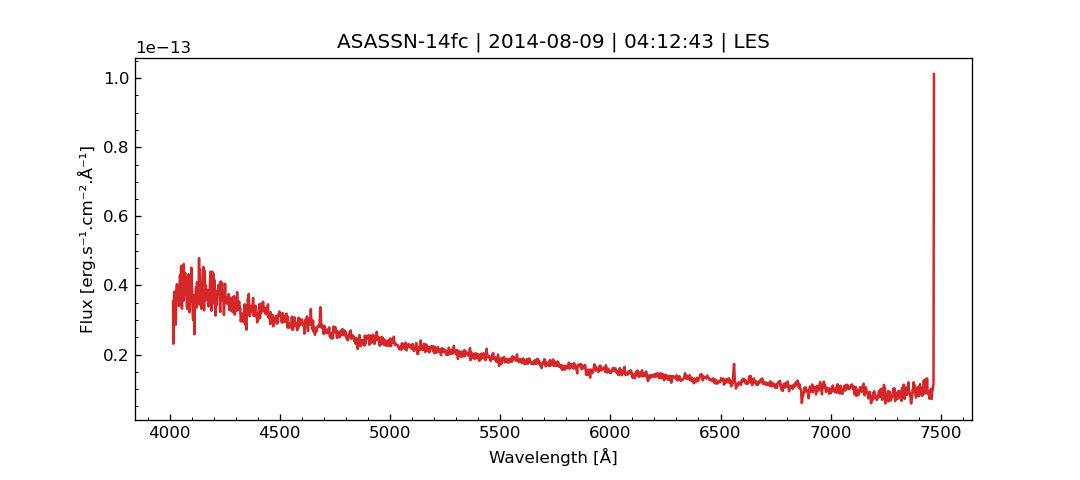 ASASSN-14fc | 2014-08-09 | 04:12:43 | LES
1e−13
1.0
0.8
0.6
0.4
0.2
Flux [erg.s⁻¹.cm⁻².Å⁻¹]
4000 4500 5000 5500 6000 6500 7000 7500
Wavelength [Å]